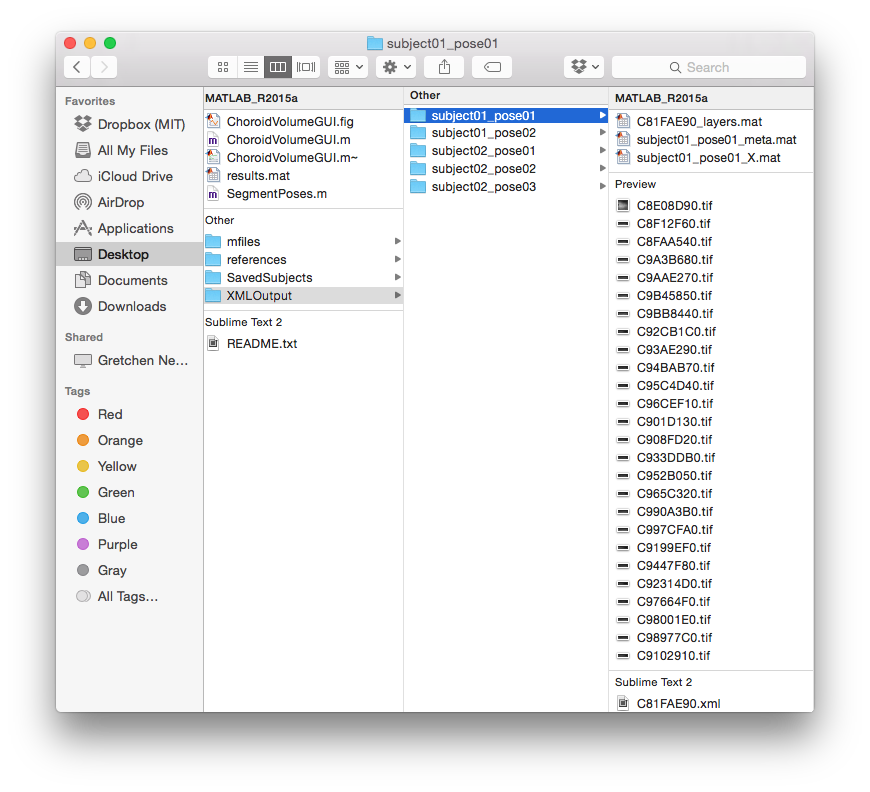 subject01_pose01
Search
Favorites
Dropbox (MIT)
All My Files
iCloud Drive
AirDrop
Applications
Desktop
Documents
Downloads
Shared
Gretchen Ne...
Tags
Red
Orange
Yellow
Green
Blue
Purple
Gray
All Tags...
MATLAB_R2015a
ChoroidVolumeGUI.fig
ChoroidVolumeGUI.m
ChoroidVolumeGUI.m~
results.mat
SegmentPoses.m
Other
mfiles
references
SavedSubjects
XMLOutput
Sublime Text 2
README.txt
Other
subject01_pose01
subject01_pose02
subject02_pose01
subject02_pose02
subject02_pose03
MATLAB_R2015a
C81FAE90_layers.mat
subject01_pose01_meta.mat
subject01_pose01_X.mat
Preview
C8E08D90.tif
C8F12F60.tif
C8FAA540.tif
C9A3B680.tif
C9AAE270.tif
C9B45850.tif
C9BB8440.tif
C92CB1C0.tif
C93AE290.tif
C94BAB70.tif
C95C4D40.tif
C96CEF10.tif
C901D130.tif
C908FD20.tif
C933DDB0.tif
C952B050.tif
C965C320.tif
C990A3B0.tif
C997CFA0.tif
C9199EF0.tif
C9447F80.tif
C92314D0.tif
C97664F0.tif
C98001E0.tif
C98977C0.tif
C9102910.tif
Sublime Text 2
C81FAE90.xml